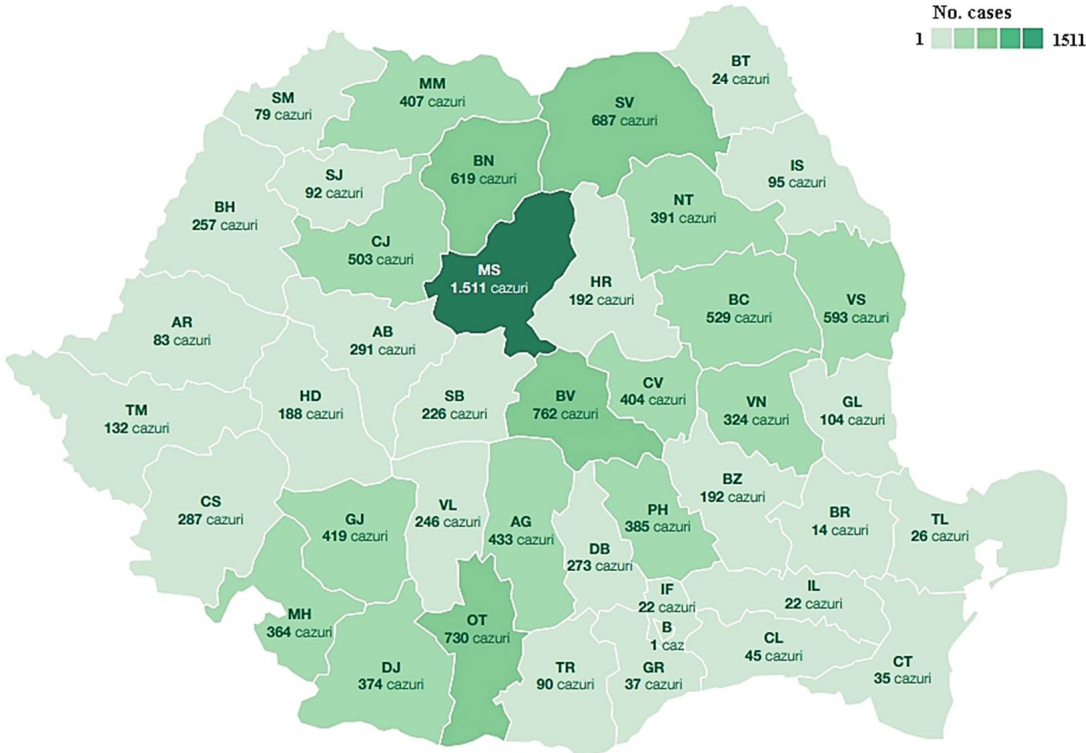 No. cases
1 1511
BT
24 cazuri
MM
407 cazuri
SM
79 cazuri
SV
687 cazuri
BN
619 cazuri
SJ
92 cazuri
IS
95 cazuri
NT
391 cazuri
BH
257 cazuri
CJ
503 cazuri
MS
1.511 cazuri
HR
192 cazuri
BC
529 cazuri
VS
593 cazuri
AR
83 cazuri
AB
291 cazuri
HD
188 cazuri
SB
226 cazuri
BV
762 cazuri
CV
404 cazuri
VN
324 cazuri
GL
104 cazuri
TM
132 cazuri
CS
287 cazuri
GJ
419 cazuri
VL
246 cazuri
AG
433 cazuri
DB
273 cazuri
PH
385 cazuri
BZ
192 cazuri
BR
14 cazuri
TL
26 cazuri
IF
22 cazuri
IL
22 cazuri
B
1 caz
MH
364 cazuri
OT
730 cazuri
DJ
374 cazuri
TR
90 cazuri
GR
37 cazuri
CL
45 cazuri
CT
35 cazuri